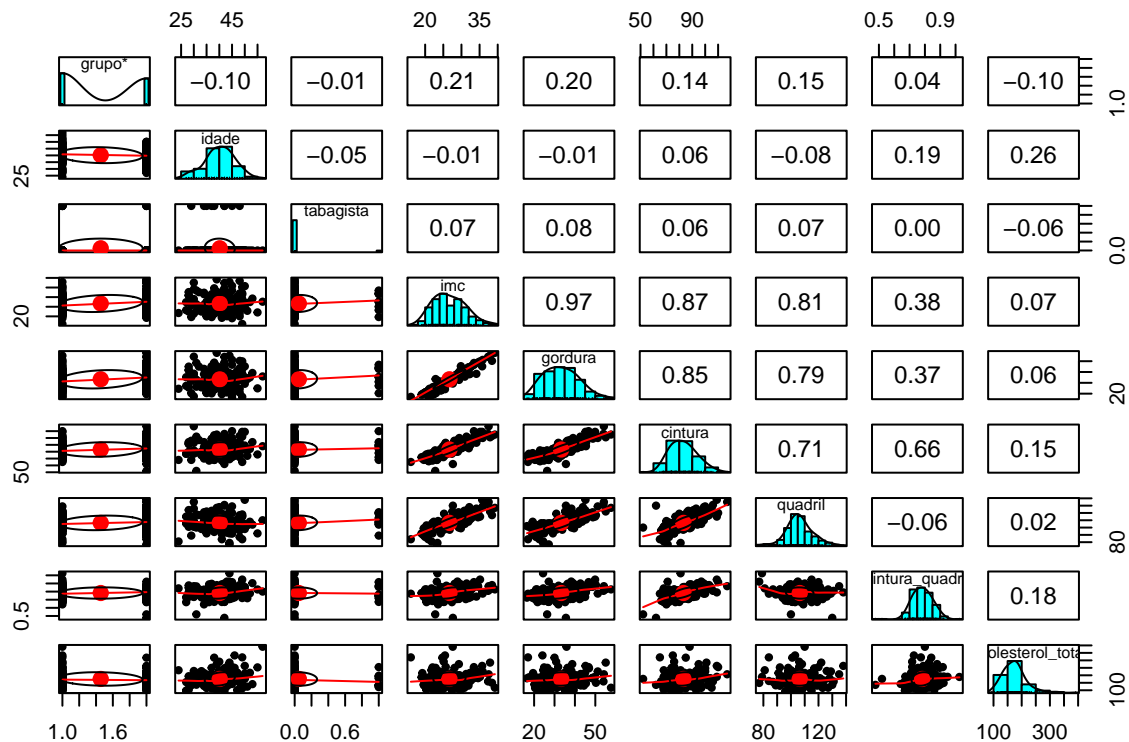 25 45 20 35 50 90 0.5 0.9
grupo* −0.10 −0.01 0.21 0.20 0.14 0.15 0.04 −0.10 1.0
25 idade −0.05 −0.01 −0.01 0.06 −0.08 0.19 0.26
tabagista 0.07 0.08 0.06 0.07 0.00 −0.06 0.0
20 imc 0.97 0.87 0.81 0.38 0.07
gordura 0.85 0.79 0.37 0.06 20
50 cintura 0.71 0.66 0.15
quadril −0.06 0.02 80
0.5 intura_quadr 0.18
olesterol_tota 100
1.0 1.6 0.0 0.6 20 50 80 120 100 300